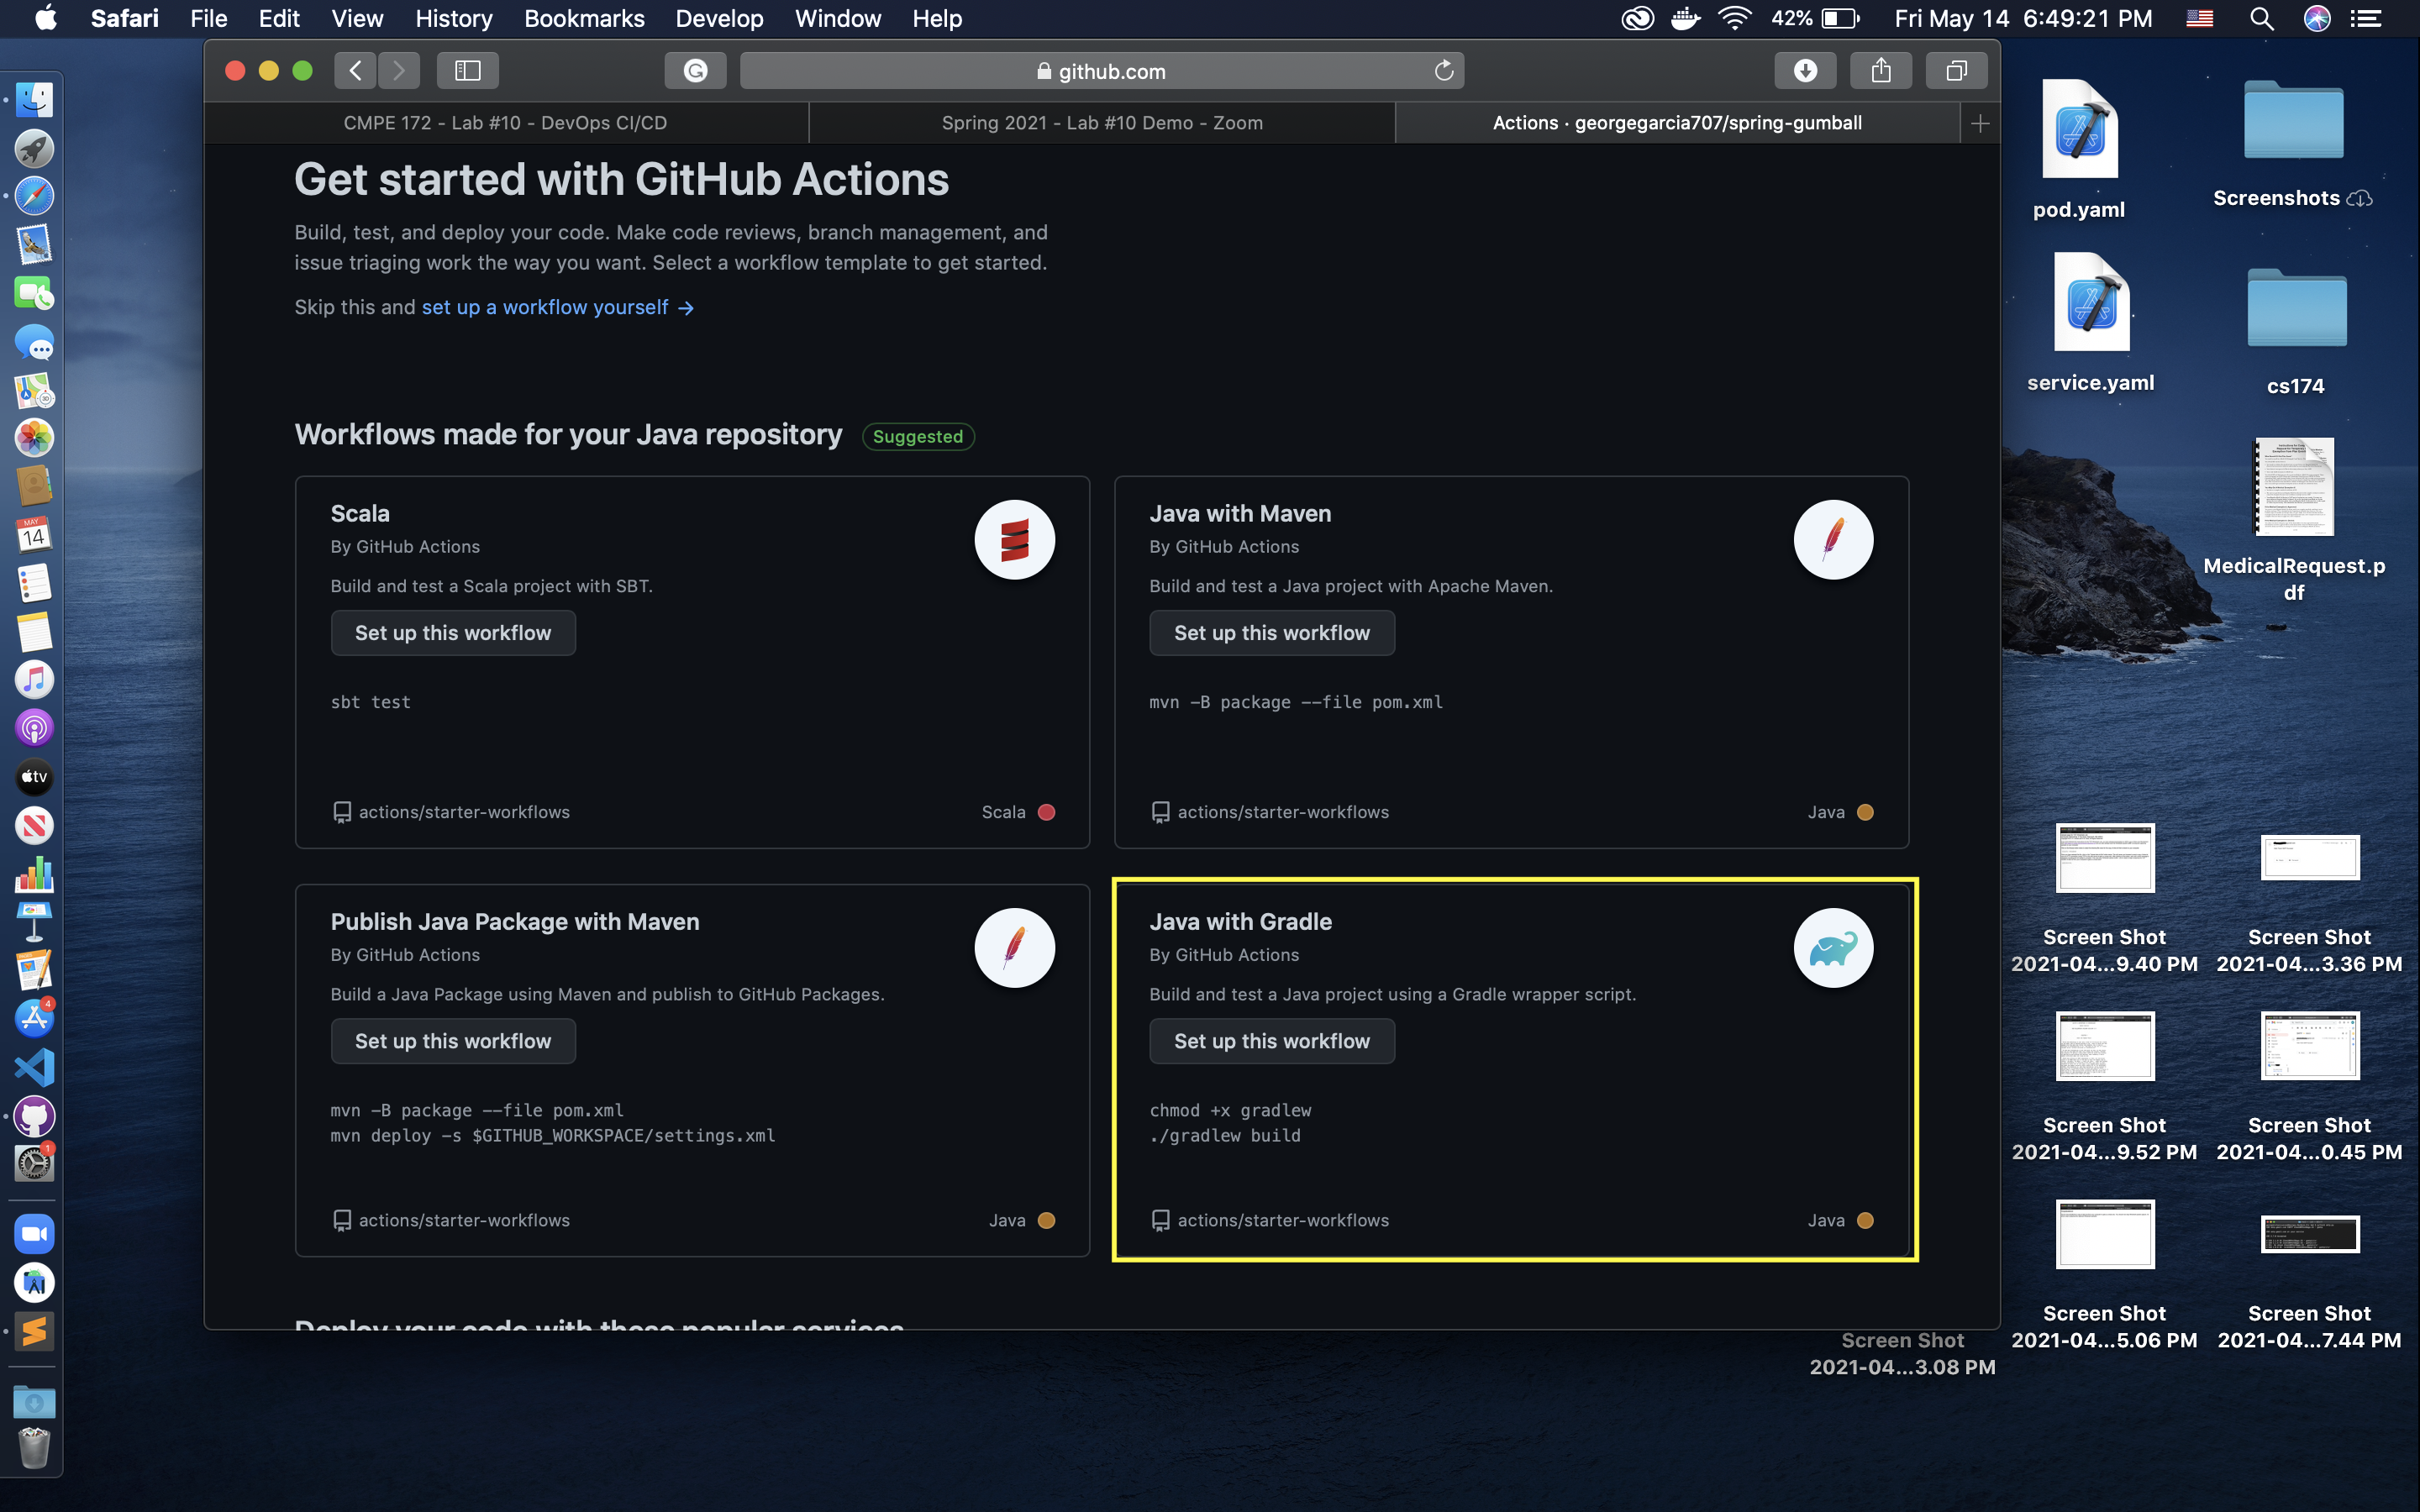 Safari File Edit View History Bookmarks Develop Window Help 42% Fri May 14 6:49:21 PM
github.com
CMPE 172 - Lab #10 - DevOps CI/CD
Spring 2021 - Lab #10 Demo - Zoom
Actions · georgegarcia707/spring-gumball
Get started with GitHub Actions
Build, test, and deploy your code. Make code reviews, branch management, and
issue triaging work the way you want. Select a workflow template to get started.
Skip this and set up a workflow yourself →
Workflows made for your Java repository Suggested
Scala
By GitHub Actions
Build and test a Scala project with SBT.
Set up this workflow
sbt test
actions/starter-workflows Scala
Java with Maven
By GitHub Actions
Build and test a Java project with Apache Maven.
Set up this workflow
mvn -B package --file pom.xml
actions/starter-workflows Java
Publish Java Package with Maven
By GitHub Actions
Build a Java Package using Maven and publish to GitHub Packages.
Set up this workflow
mvn -B package --file pom.xml
mvn deploy -s $GITHUB_WORKSPACE/settings.xml
actions/starter-workflows Java
Java with Gradle
By GitHub Actions
Build and test a Java project using a Gradle wrapper script.
Set up this workflow
chmod +x gradlew
./gradlew build
actions/starter-workflows Java
Deploy your code with these popular services
pod.yaml
Screenshots
service.yaml
cs174
MedicalRequest.p
df
Screen Shot
2021-04...9.40 PM
Screen Shot
2021-04...3.36 PM
Screen Shot
2021-04...9.52 PM
Screen Shot
2021-04...0.45 PM
Screen Shot
2021-04...5.06 PM
Screen Shot
2021-04...7.44 PM
Screen Shot
2021-04...3.08 PM
MAY
14
tv
4
1